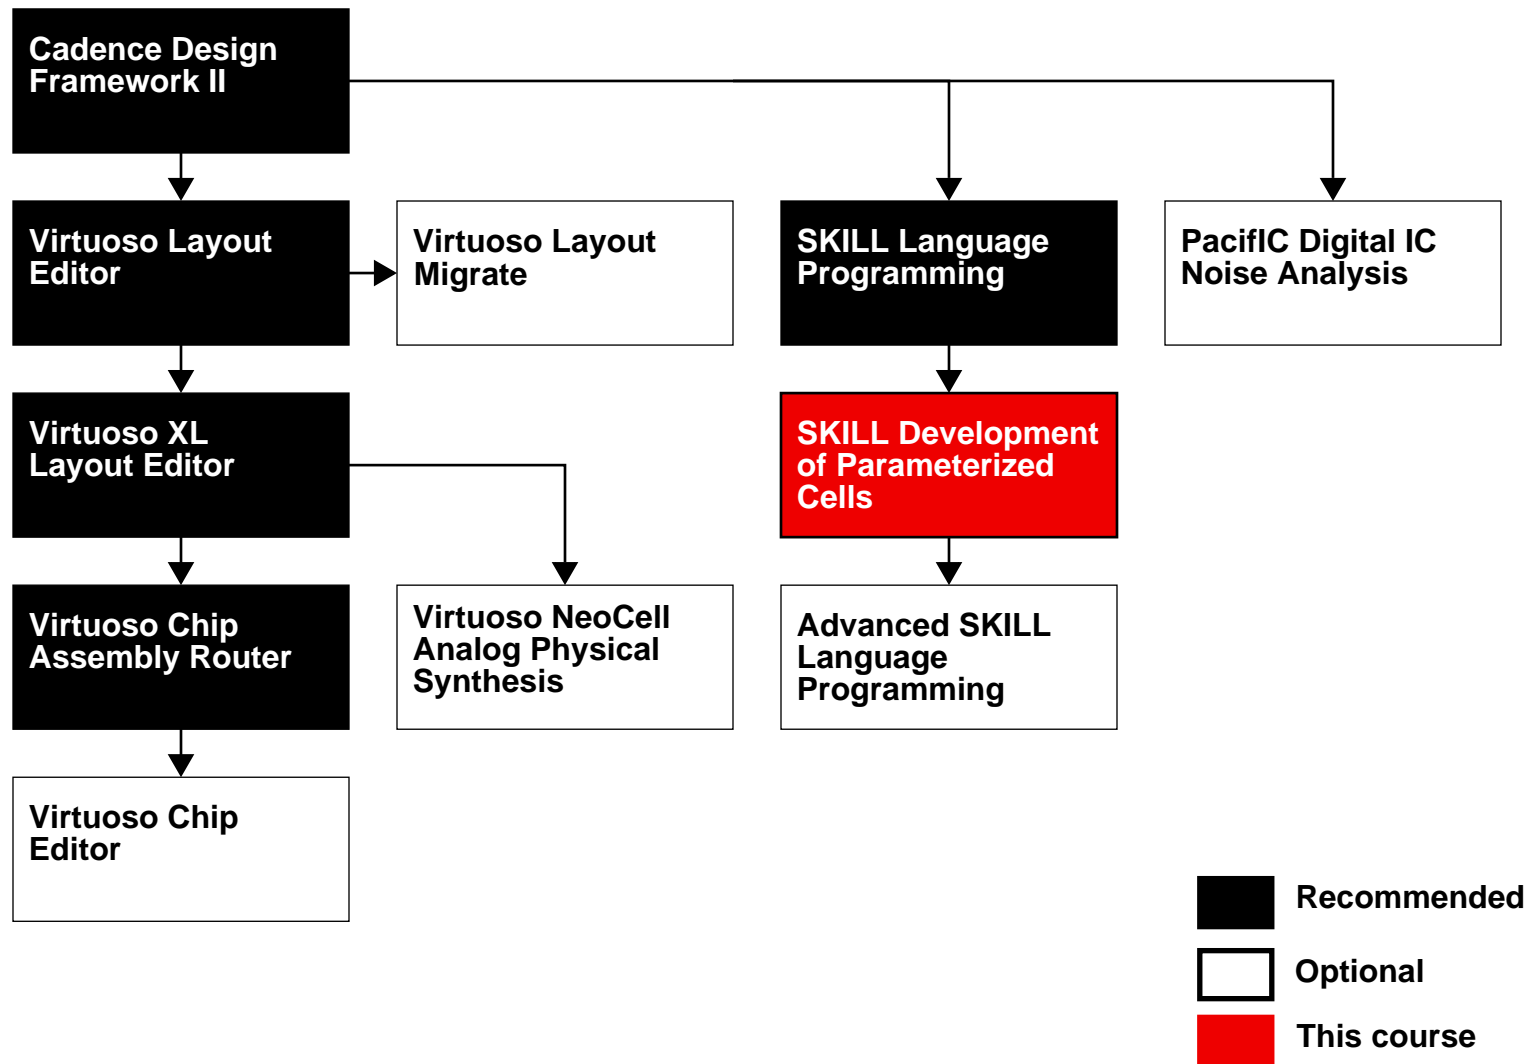 Cadence Design
Framework II
Virtuoso Layout
Editor
Virtuoso Layout
Migrate
SKILL Language
Programming
PacifIC Digital IC
Noise Analysis
Virtuoso XL
Layout Editor
SKILL Development
of Parameterized
Cells
Virtuoso Chip
Assembly Router
Virtuoso NeoCell
Analog Physical
Synthesis
Advanced SKILL
Language
Programming
Virtuoso Chip
Editor
Recommended
Optional
This course